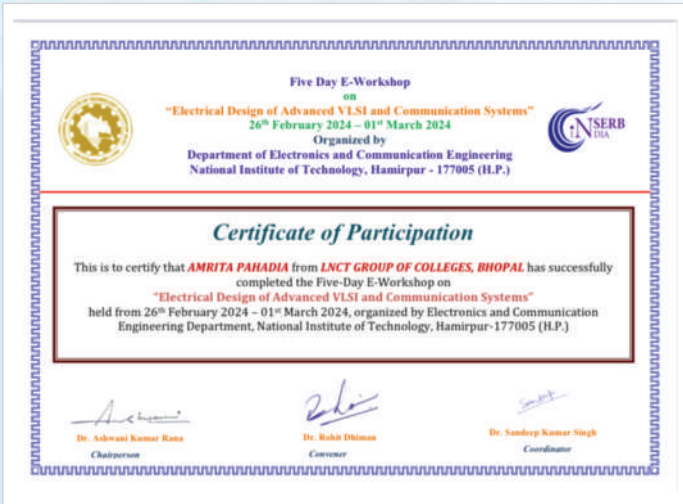 Five Day E-Workshop
on
"Electrical Design of Advanced VLSI and Communication Systems"
26th February 2024 – 01st March 2024
Organized by
Department of Electronics and Communication Engineering
National Institute of Technology, Hamirpur - 177005 (H.P.)
iNSERB
DIA
Certificate of Participation
This is to certify that AMRITA PAHADIA from LNCT GROUP OF COLLEGES, BHOPAL has successfully
completed the Five-Day E-Workshop on
"Electrical Design of Advanced VLSI and Communication Systems"
held from 26th February 2024 – 01st March 2024, organized by Electronics and Communication
Engineering Department, National Institute of Technology, Hamirpur-177005 (H.P.)
Dr. Ashwani Kumar Rana
Chairperson
Dr. Rohit Dhiman
Convener
Sandeep
Dr. Sandeep Kumar Singh
Coordinator